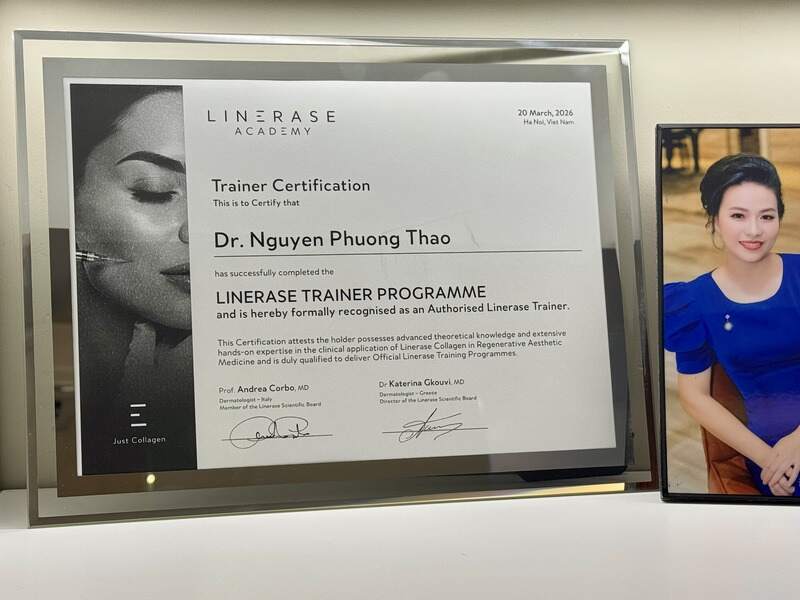 LINERASE
ACADEMY
20 March, 2026
Ha Noi, Viet Nam
Trainer Certification
This is to Certify that
Dr. Nguyen Phuong Thao
has successfully completed the
LINERASE TRAINER PROGRAMME
and is hereby formally recognised as an Authorised Linerase Trainer.
This Certification attests the holder possesses advanced theoretical knowledge and extensive
hands-on expertise in the clinical application of Linerase Collagen in Regenerative Aesthetic
Medicine and is duly qualified to deliver Official Linerase Training Programmes.
Prof. Andrea Corbo, MD
Dermatologist - Italy
Member of the Linerase Scientific Board
Dr Katerina Gkouvi, MD
Dermatologist - Greece
Director of the Linerase Scientific Board
Just Collagen